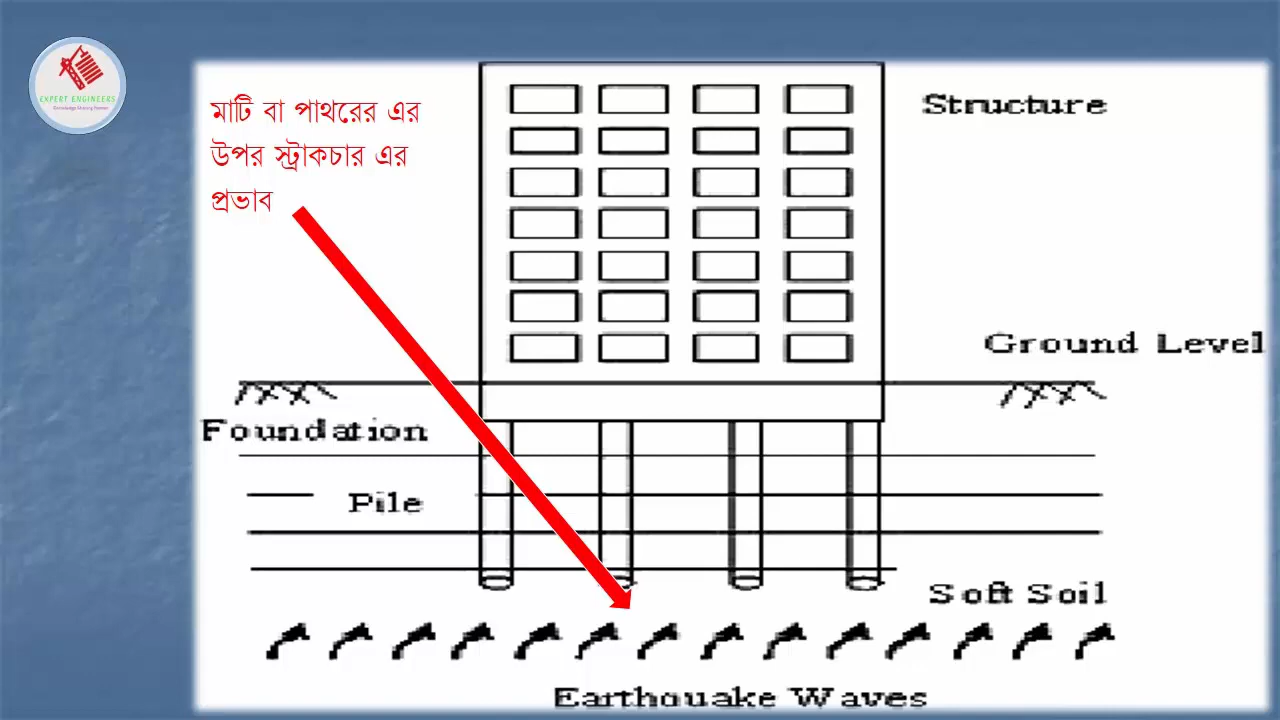 EXPERT ENGINEERS
মাটি বা পাথরের এর
উপর স্ট্রাকচার এর
প্রভাব
Structure
Ground Level
Foundation
Pile
Soft Soil
Earthquake Waves